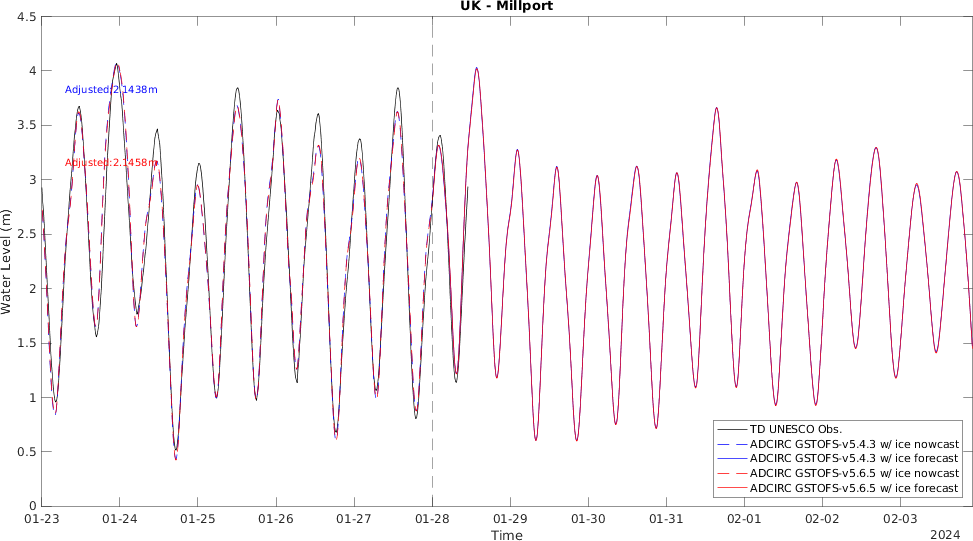 UK - Millport
4.5
4
3.5
3
2.5
2
1.5
1
0.5
0
Water Level (m)
Adjusted:2.1438m
Adjusted:2.1458m
TD UNESCO Obs.
ADCIRC GSTOFS-v5.4.3 w/ ice nowcast
ADCIRC GSTOFS-v5.4.3 w/ ice forecast
ADCIRC GSTOFS-v5.6.5 w/ ice nowcast
ADCIRC GSTOFS-v5.6.5 w/ ice forecast
01-23 01-24 01-25 01-26 01-27 01-28 01-29 01-30 01-31 02-01 02-02 02-03
Time
2024